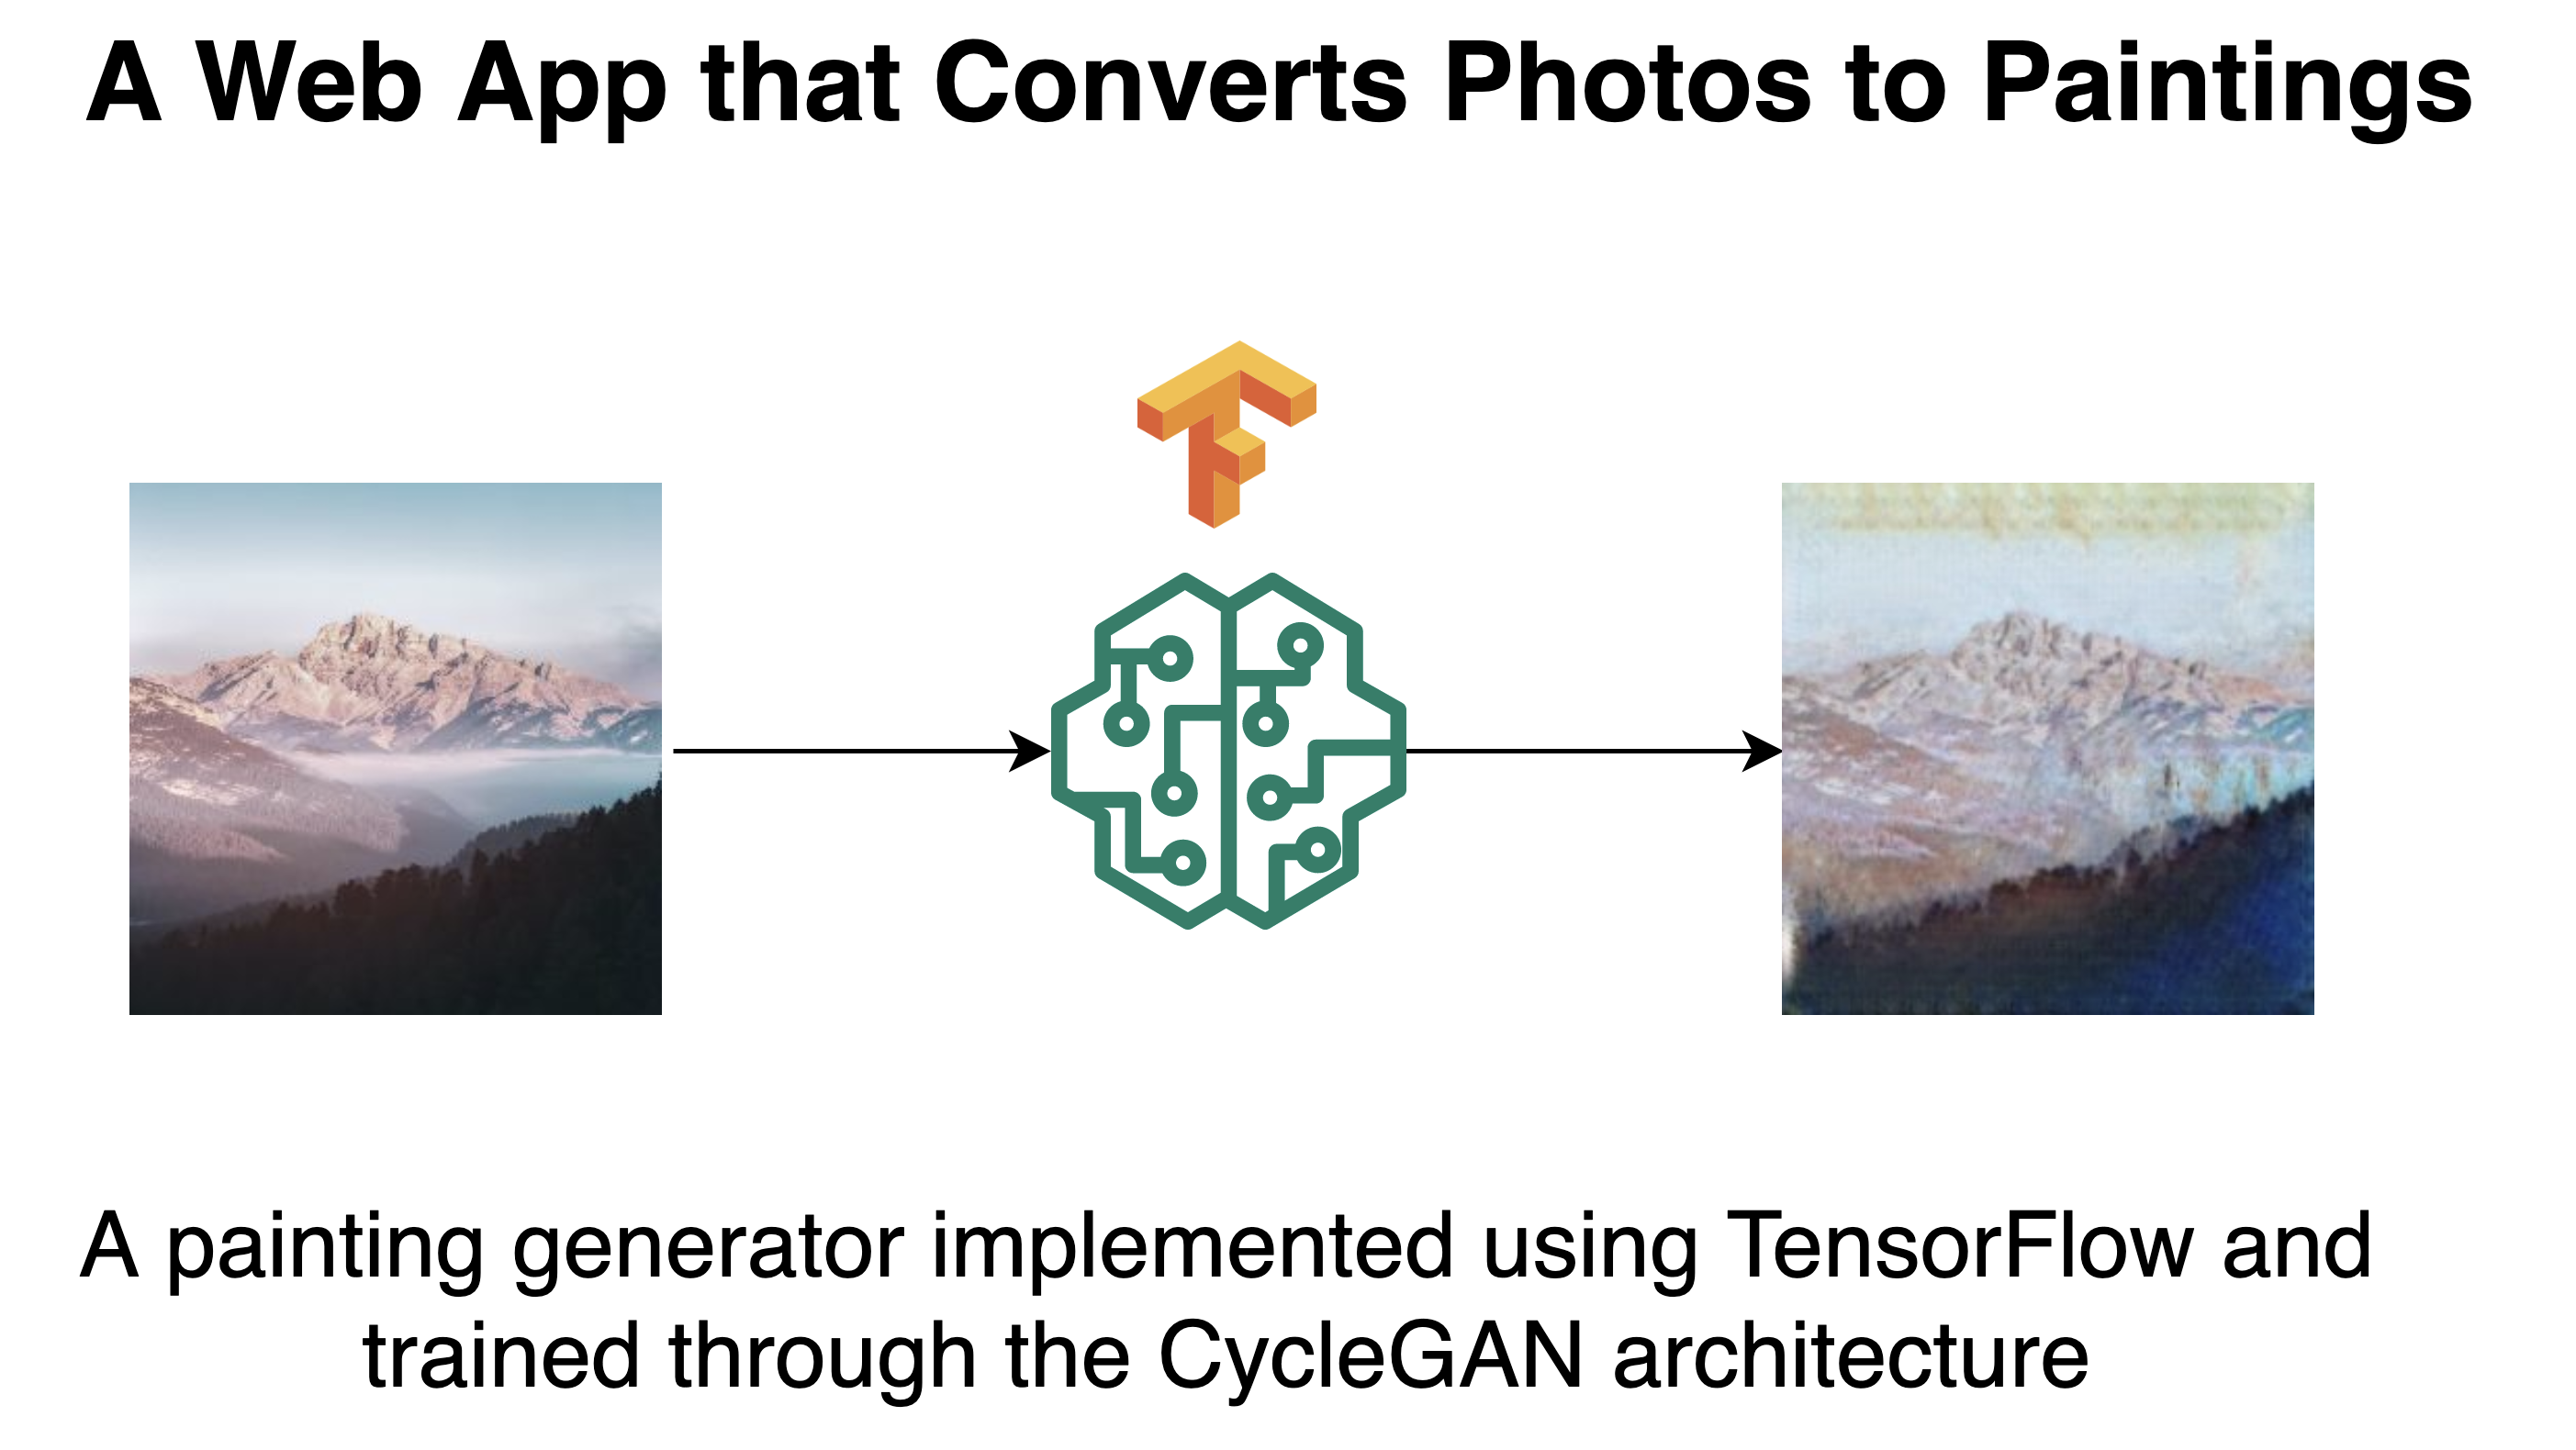 A Web App that Converts Photos to Paintings
A painting generator implemented using TensorFlow and
trained through the CycleGAN architecture